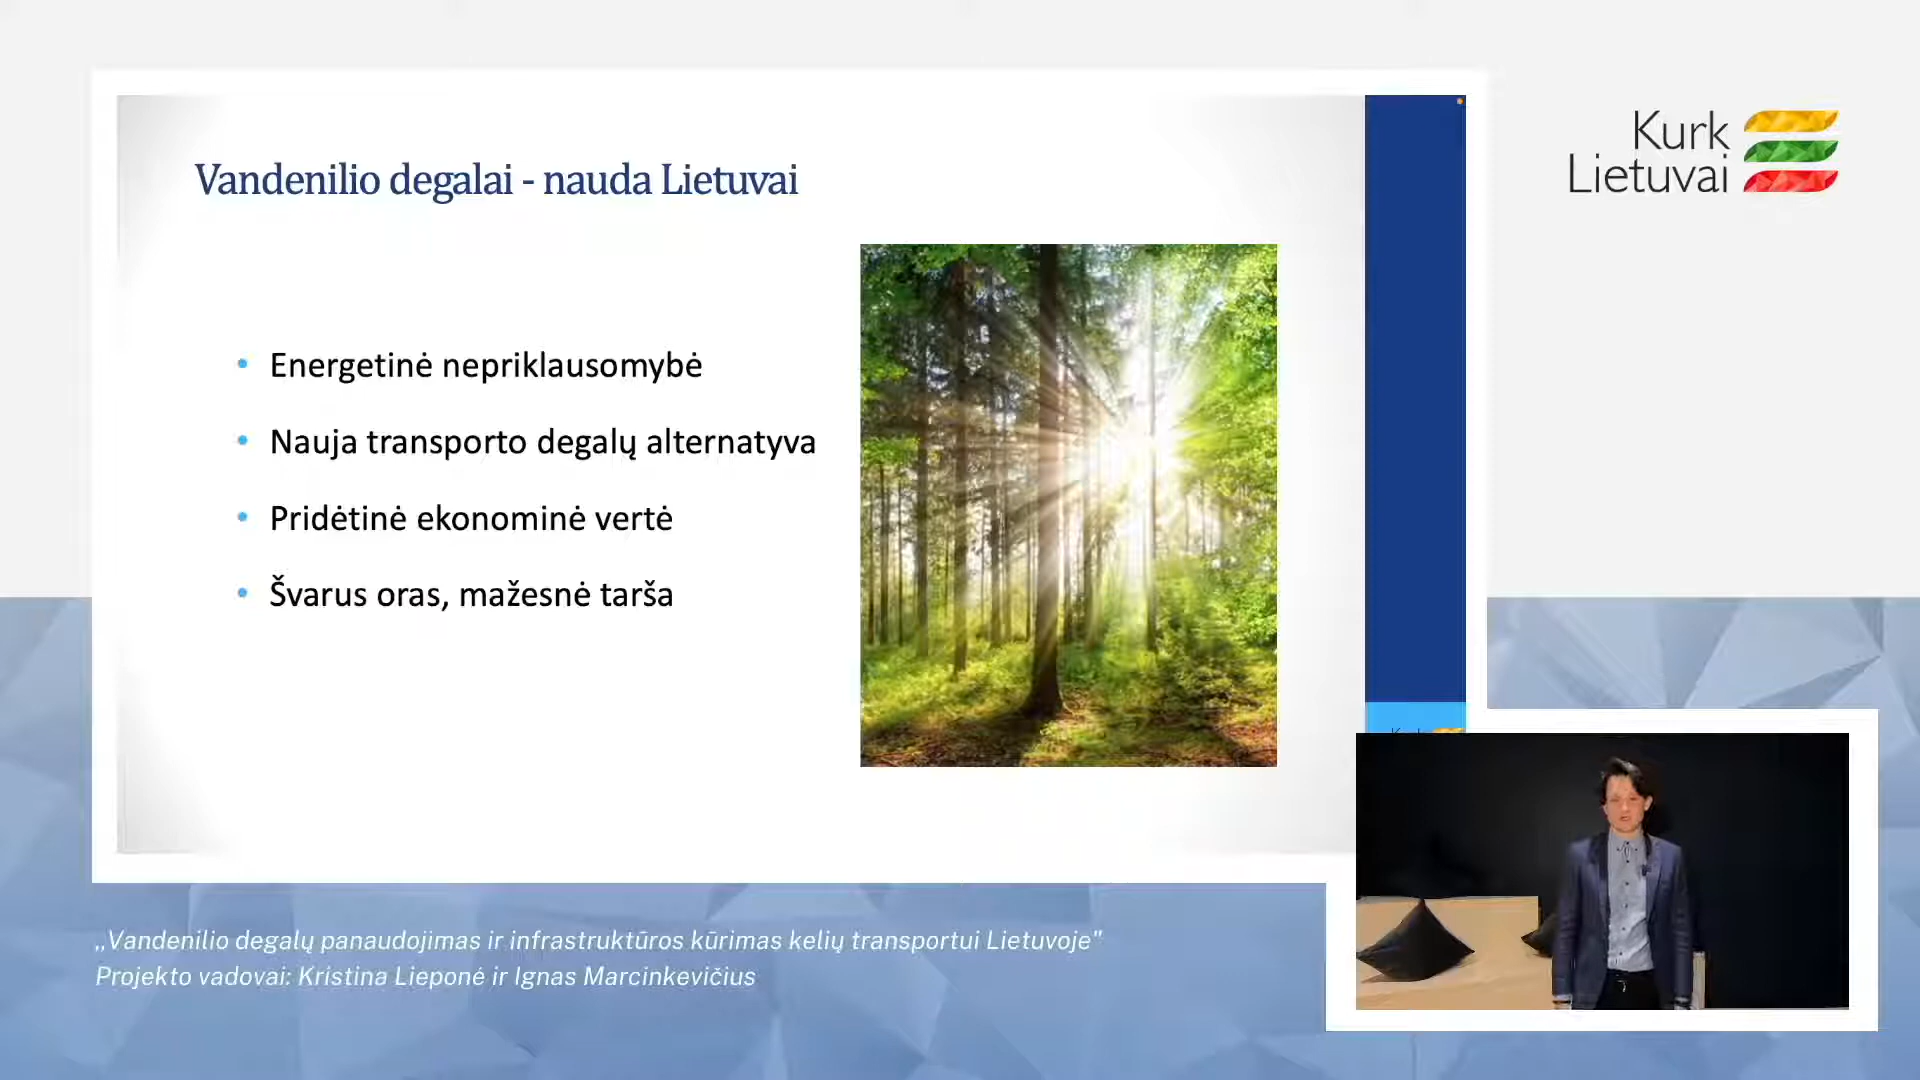 Vandenilio degalai - nauda Lietuvai
• Energetinė nepriklausomybė
• Nauja transporto degalų alternatyva
• Pridėtinė ekonominė vertė
• Švarus oras, mažesnė tarša
Kurk
Lietuvai
,,Vandenilio degalų panaudojimas ir infrastruktūros kūrimas kelių transportui Lietuvoje"
Projekto vadovai: Kristina Lieponė ir Ignas Marcinkevičius